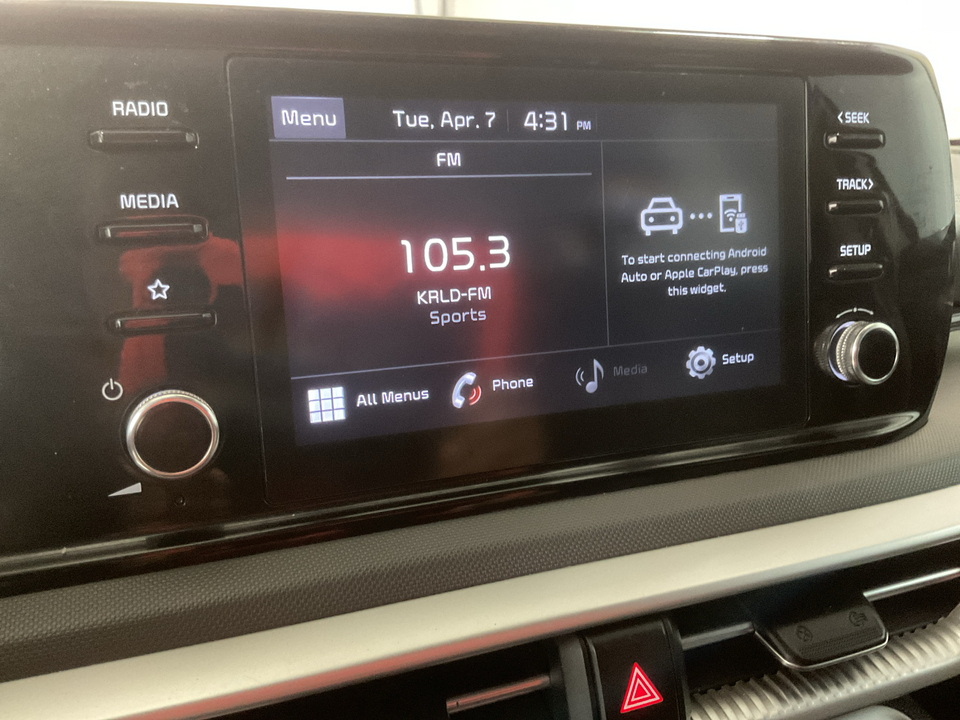 RADIO
MEDIA
Menu
Tue, Apr. 7
4:31 PM
FM
105.3
KRLD-FM
Sports
To start connecting Android
Auto or Apple CarPlay, press
this widget.
All Menus
Phone
Media
Setup
<SEEK
TRACK>
SETUP